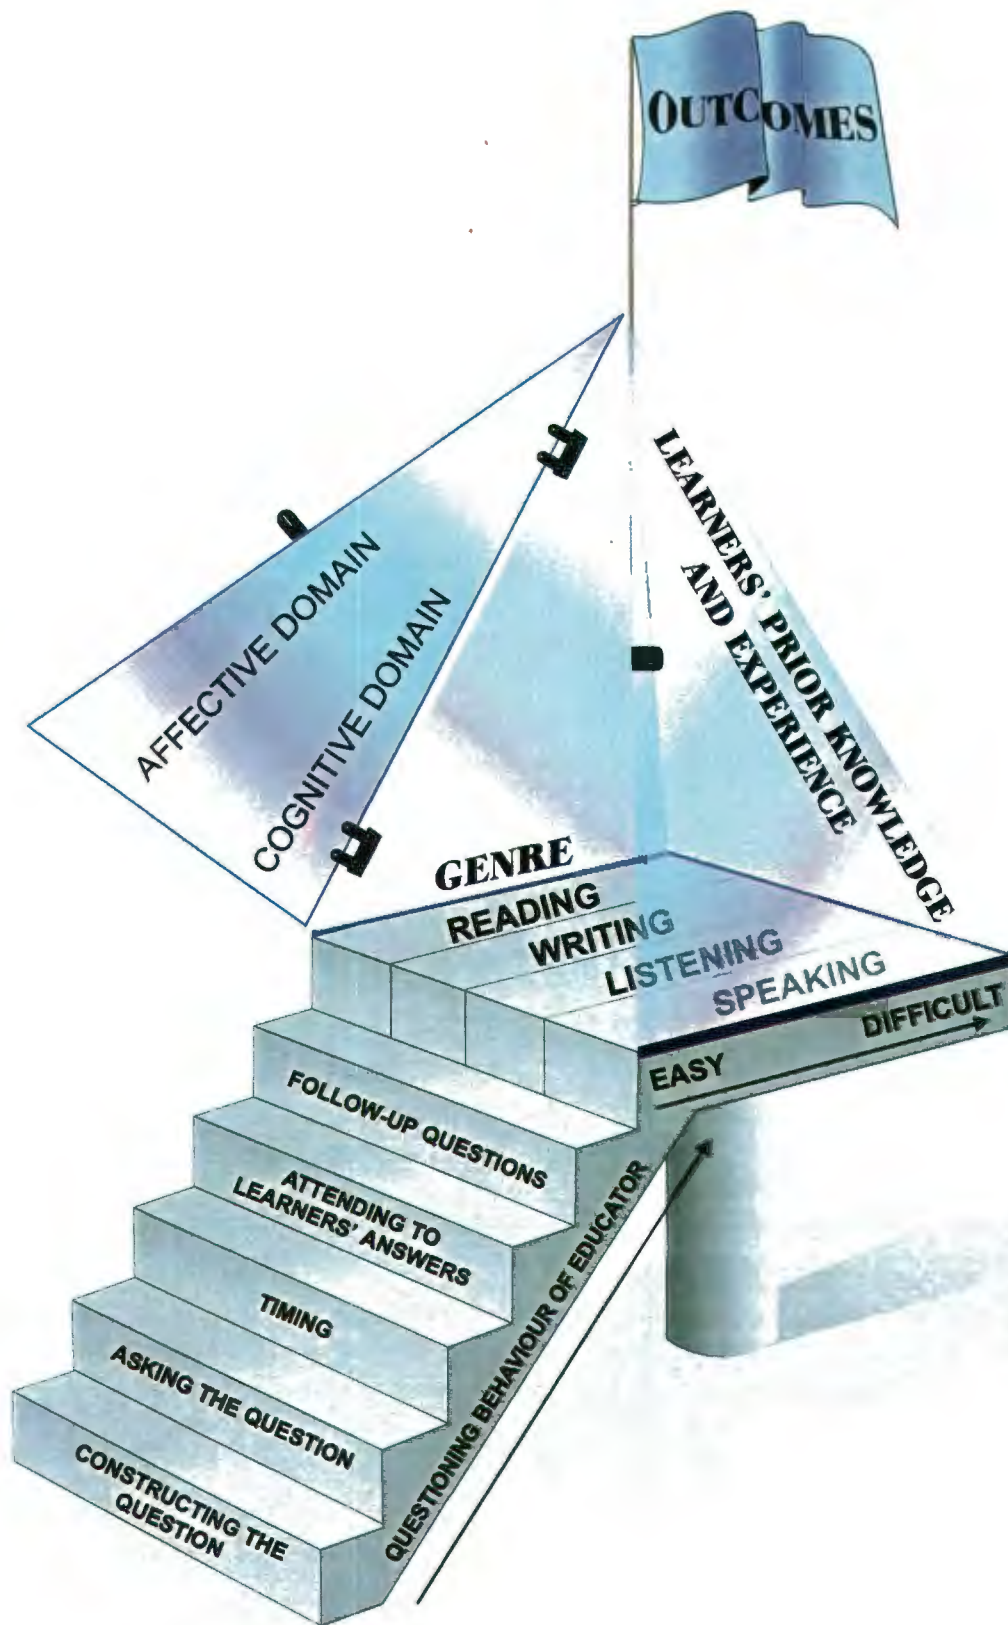 OUTCOMES
LEARNERS' PRIOR KNOWLEDGE
AND EXPERIENCE
AFFECTIVE DOMAIN
COGNITIVE DOMAIN
GENRE
READING
WRITING
LISTENING
SPEAKING
EASY
DIFFICULT
FOLLOW-UP QUESTIONS
ATTENDING TO
LEARNERS' ANSWERS
TIMING
ASKING THE QUESTION
CONSTRUCTING THE
QUESTION
QUESTIONING BEHAVIOUR OF EDUCATOR